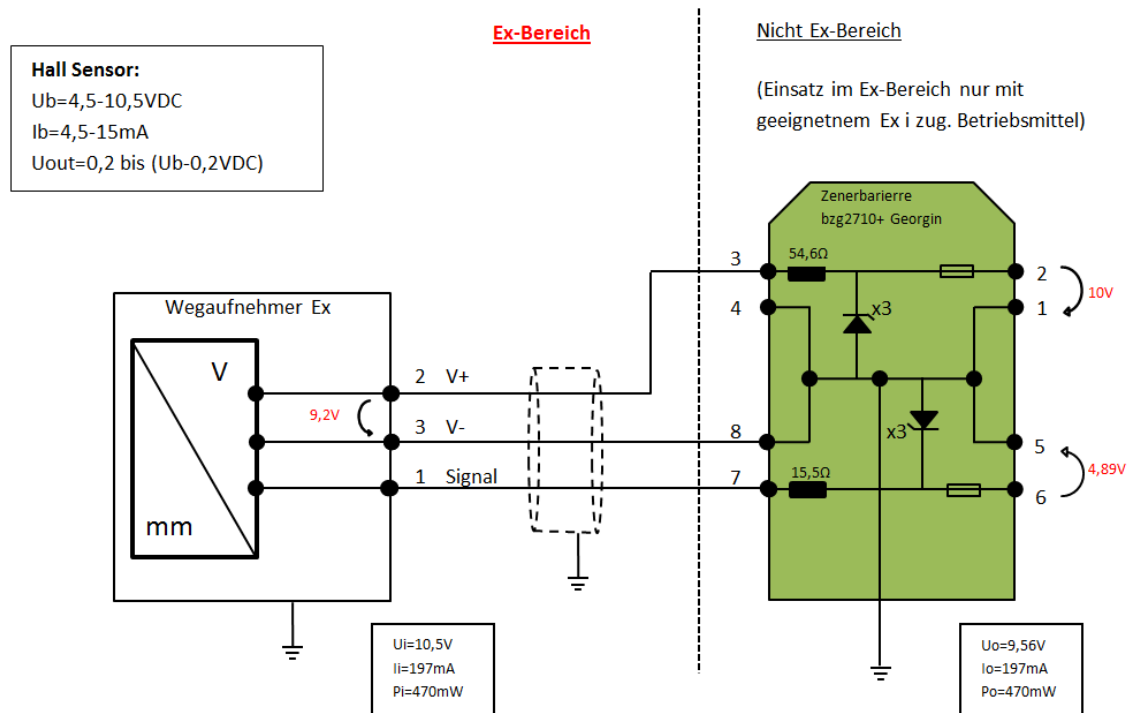 Ex-Bereich
Nicht Ex-Bereich
Hall Sensor:
Ub=4,5-10,5VDC
Ib=4,5-15mA
Uout=0,2 bis (Ub-0,2VDC)
(Einsatz im Ex-Bereich nur mit
geeignetnem Ex i zug. Betriebsmittel)
Zenerbarierre
bzg2710+ Georgin
3
54,6Ω
2
10V
4
x3
1
Wegaufnehmer Ex
V
2 V+
9,2V
3 V-
8
x3
5
4,89V
1 Signal
7
15,5Ω
6
mm
Ui=10,5V
Ii=197mA
Pi=470mW
Uo=9,56V
Io=197mA
Po=470mW